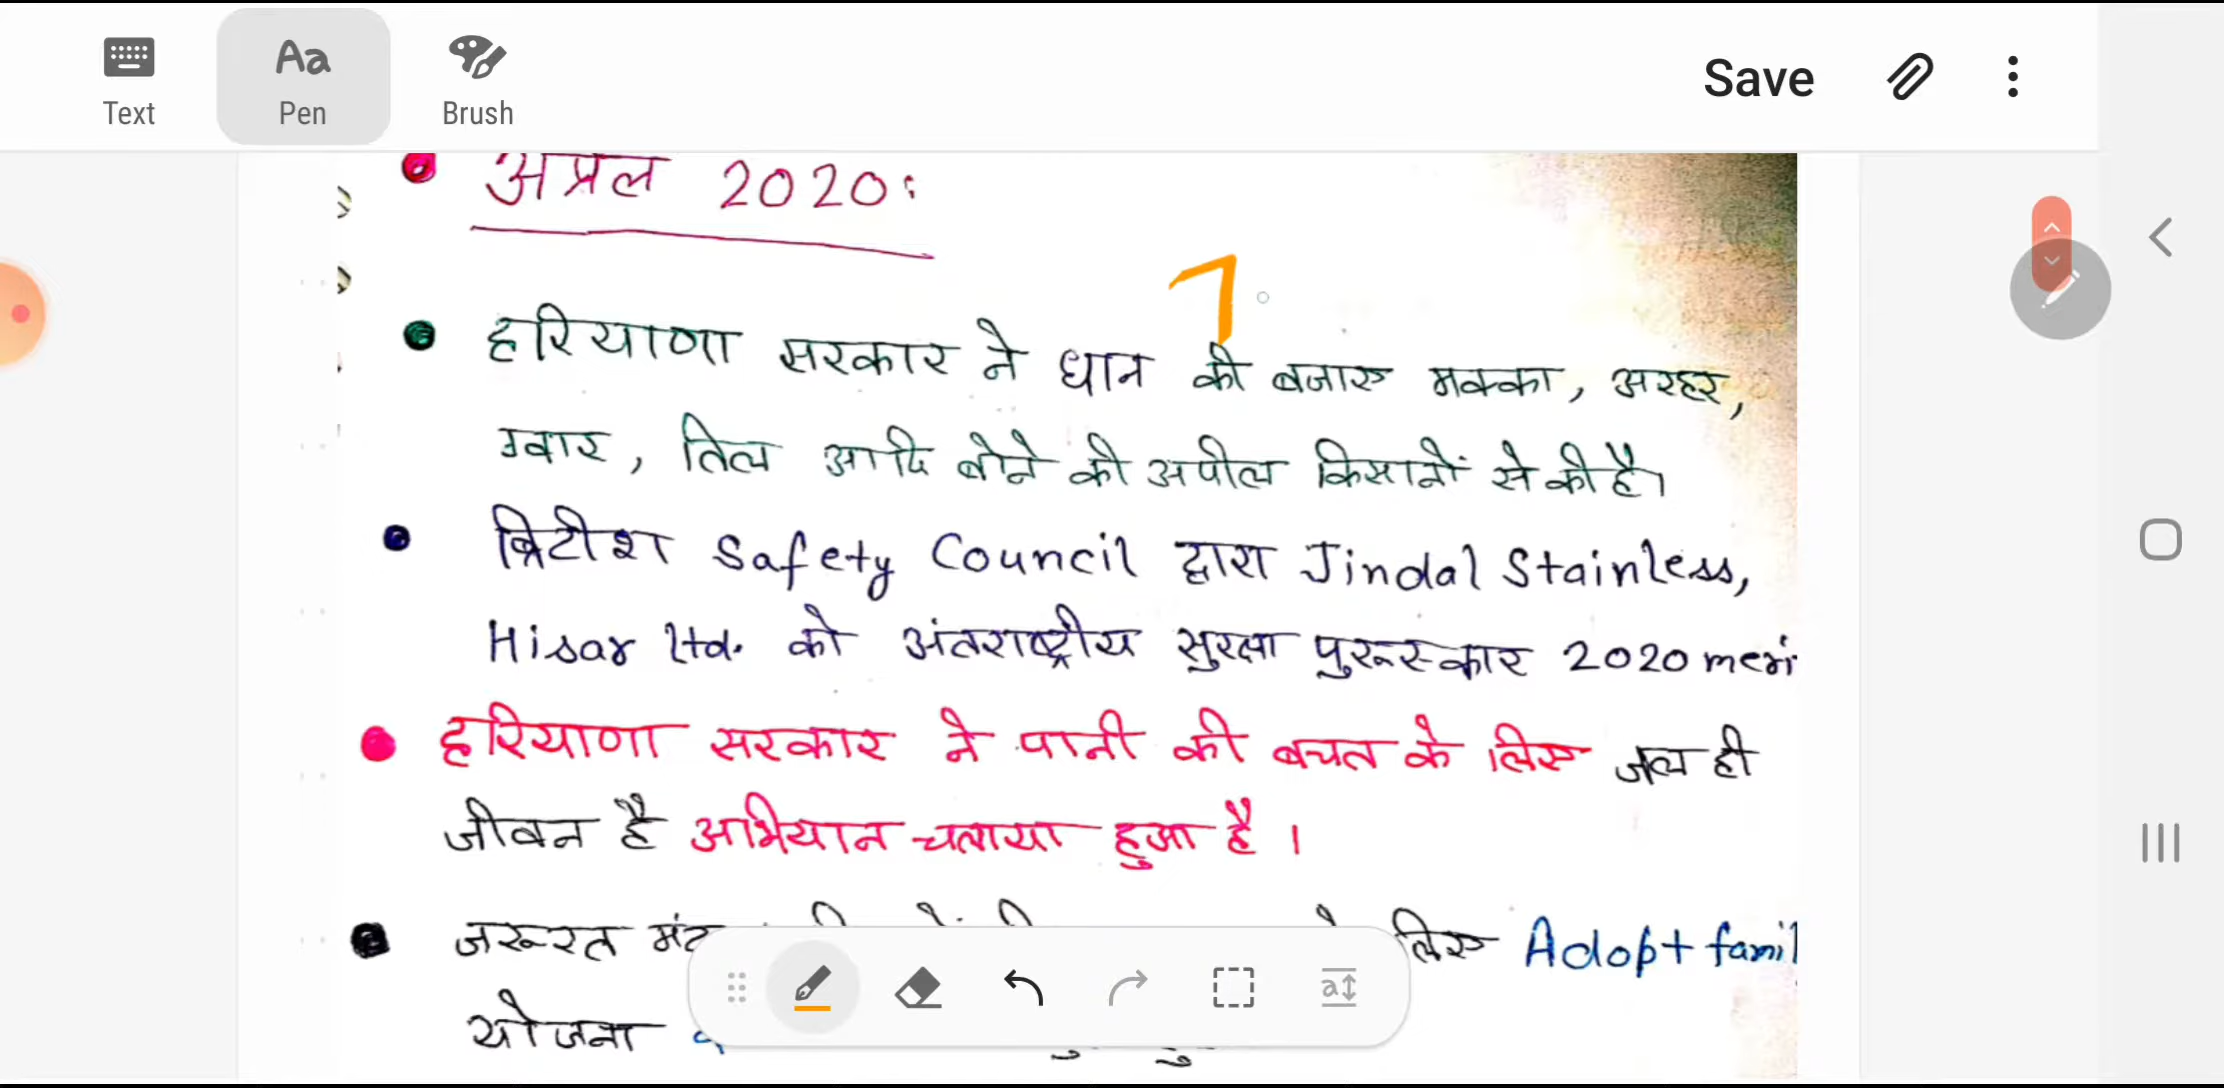 Text
Pen
Brush
Save
अप्रैल 2020:
7
हरियाणा सरकार ने धान की बजाए मक्का, अरहर,
ग्वार, तिल आदि बोने की अपील किसानों से की है।
ब्रिटीश Safety Council द्वारा Jindal Stainless,
Hisar Ltd. को अंतराष्ट्रीय सुरक्षा पुरूस्कार 2020 meri
हरियाणा सरकार ने पानी की बचत के लिए जल ही
जीवन है अभियान चलाया हुआ है।
जरूरत लिए Adopt famil
योजना